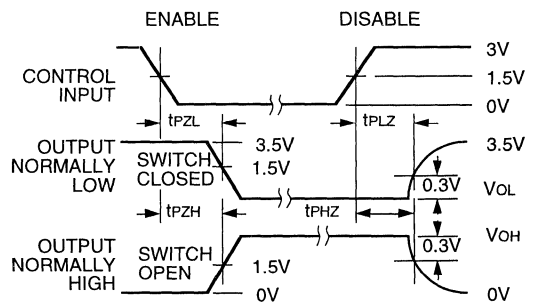 ENABLE DISABLE
CONTROL INPUT
3V
1.5V
0V
tPZL tPLZ
OUTPUT NORMALLY LOW
SWITCH CLOSED
3.5V
1.5V
3.5V
0.3V
VOL
tPZH tPHZ
VOH
0.3V
OUTPUT NORMALLY HIGH
SWITCH OPEN
1.5V
0V
0V